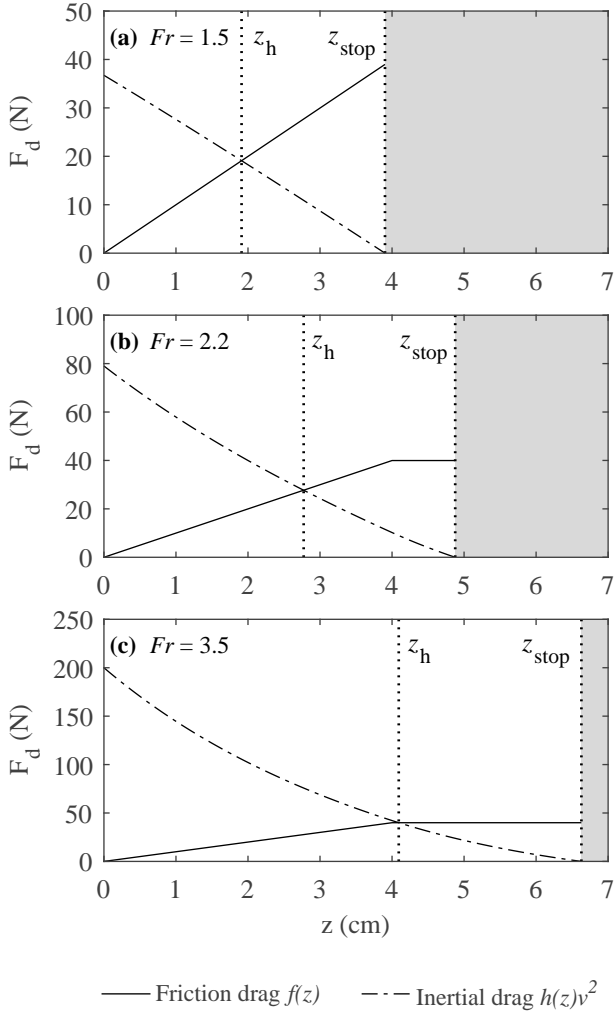 50
(a) Fr = 1.5 z_h z_stop
40
30
20
10
0
F_d (N)
0 1 2 3 4 5 6 7
100
(b) Fr = 2.2 z_h z_stop
80
60
40
20
0
F_d (N)
0 1 2 3 4 5 6 7
250
(c) Fr = 3.5 z_h z_stop
200
150
100
50
0
F_d (N)
0 1 2 3 4 5 6 7
z (cm)
Friction drag f(z) Inertial drag h(z)v^2